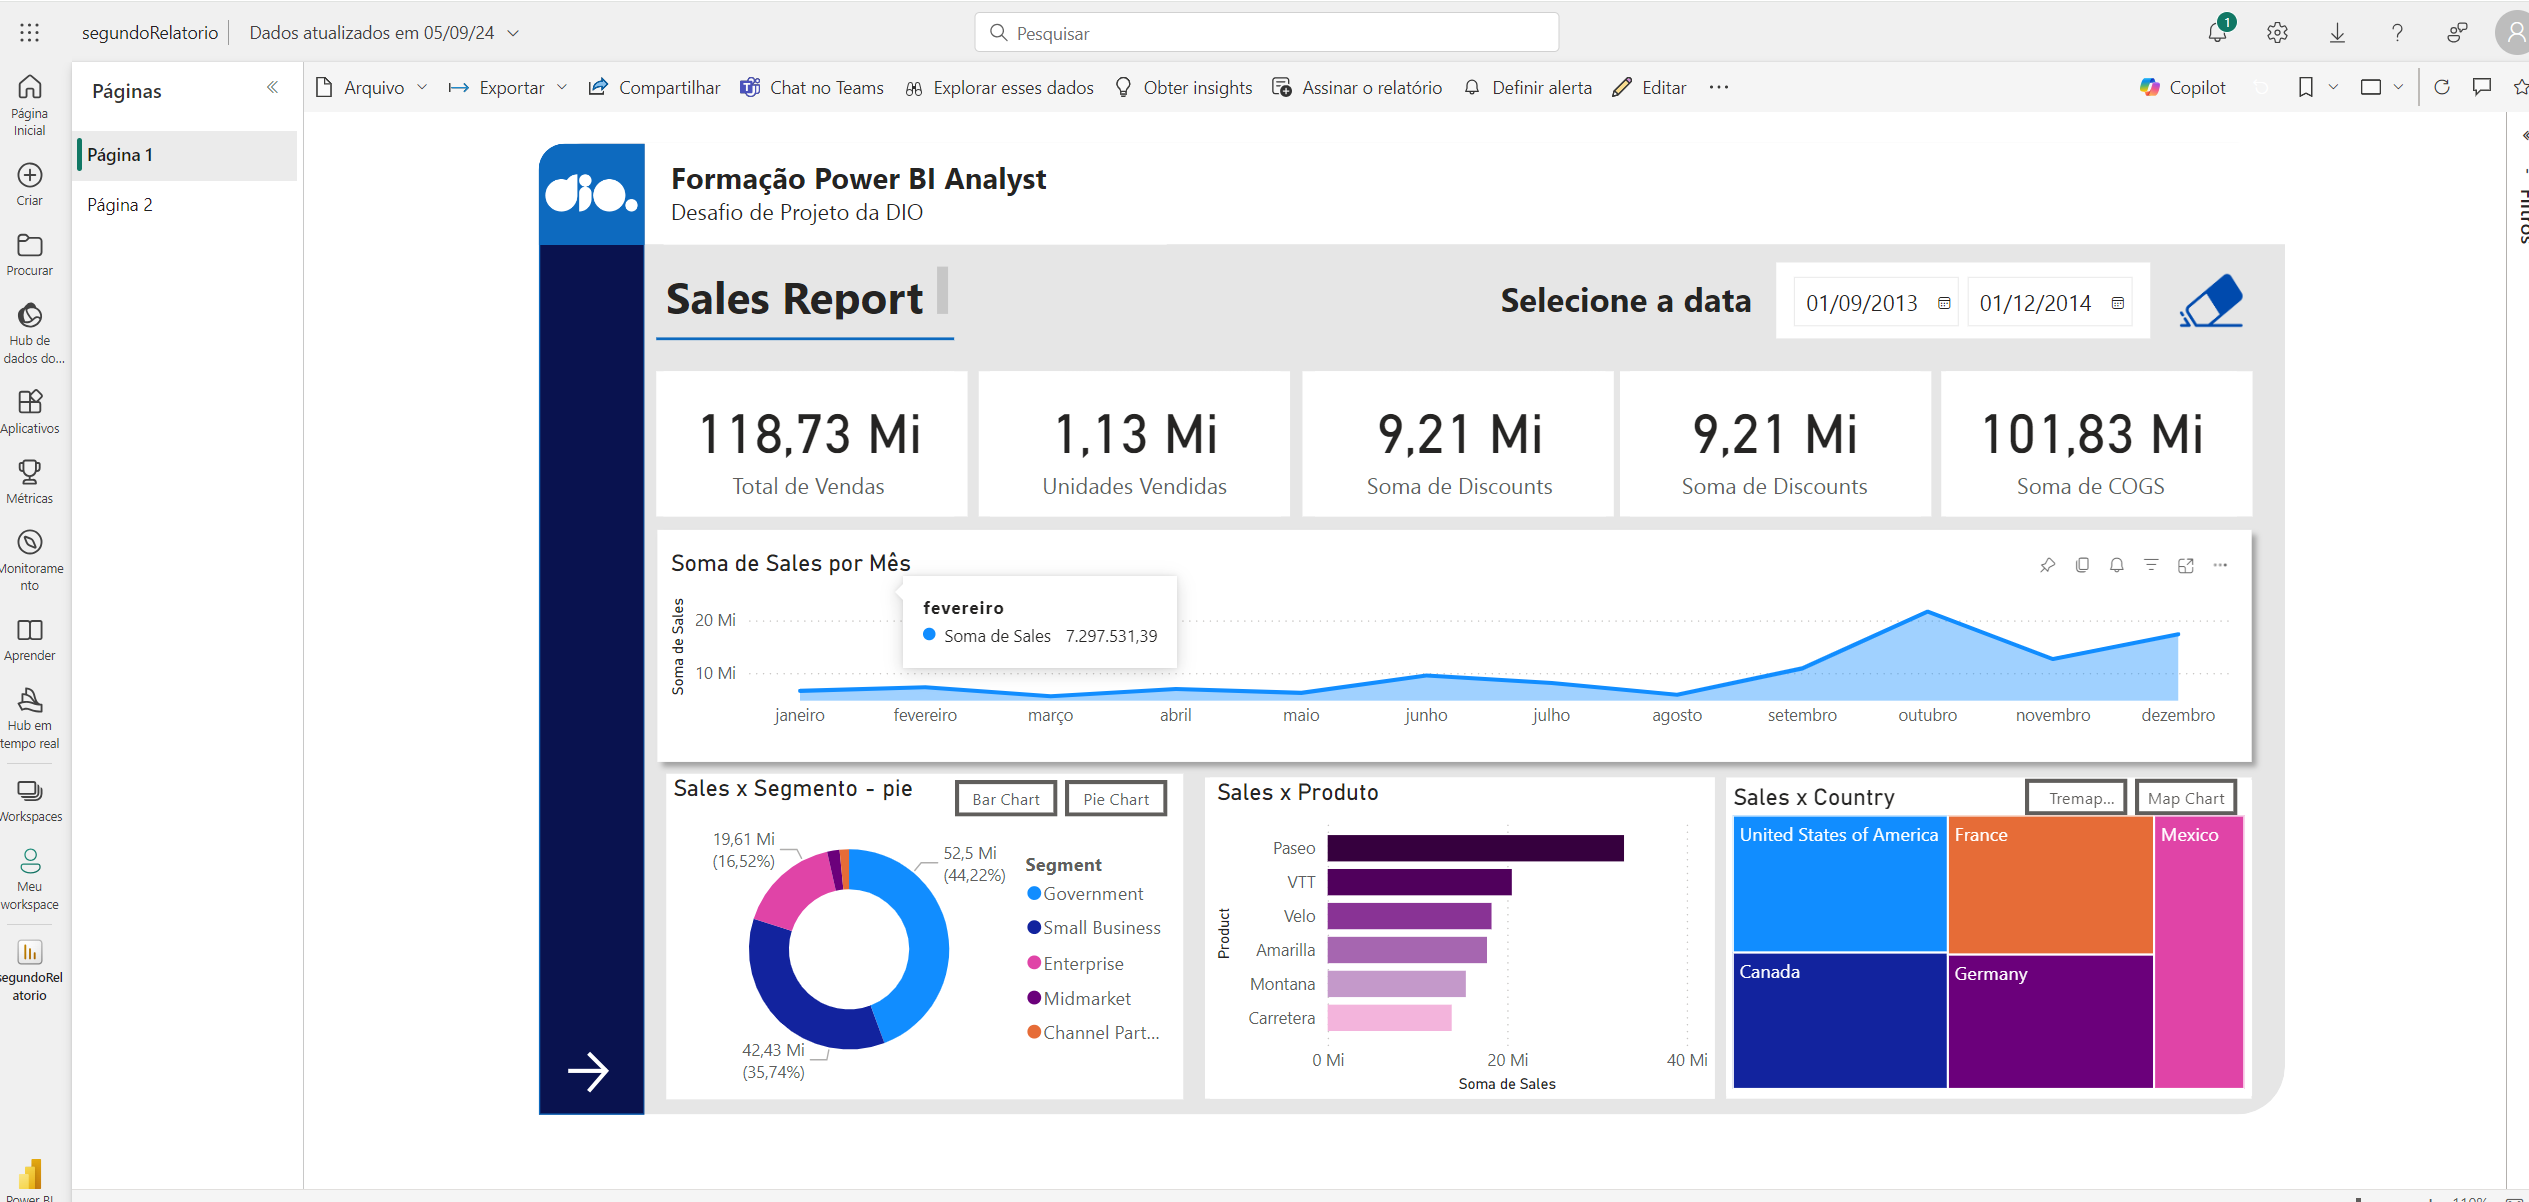 segundoRelatorio
Dados atualizados em 05/09/24
Pesquisar
1
Página
Inicial
Criar
Procurar
Hub de
dados do...
Aplicativos
Métricas
Monitorame
nto
Aprender
Hub em
tempo real
Workspaces
Meu
workspace
segundoRel
atorio
Power BI
Páginas
Página 1
Página 2
Arquivo
Exportar
Compartilhar
Chat no Teams
Explorar esses dados
Obter insights
Assinar o relatório
Definir alerta
Editar
Copilot
Filtros
dio.
Formação Power BI Analyst
Desafio de Projeto da DIO
Sales Report
Selecione a data
01/09/2013
01/12/2014
118,73 Mi
Total de Vendas
1,13 Mi
Unidades Vendidas
9,21 Mi
Soma de Discounts
9,21 Mi
Soma de Discounts
101,83 Mi
Soma de COGS
Soma de Sales por Mês
fevereiro
Soma de Sales 7.297.531,39
Soma de Sales
20 Mi
10 Mi
janeiro fevereiro março abril maio junho julho agosto setembro outubro novembro dezembro
Sales x Segmento - pie
Bar Chart
Pie Chart
19,61 Mi
(16,52%)
52,5 Mi
(44,22%)
42,43 Mi
(35,74%)
Segment
Government
Small Business
Enterprise
Midmarket
Channel Part...
Sales x Produto
Product
Paseo
VTT
Velo
Amarilla
Montana
Carretera
0 Mi 20 Mi 40 Mi
Soma de Sales
Sales x Country
Tremap...
Map Chart
United States of America
France
Mexico
Canada
Germany
110%